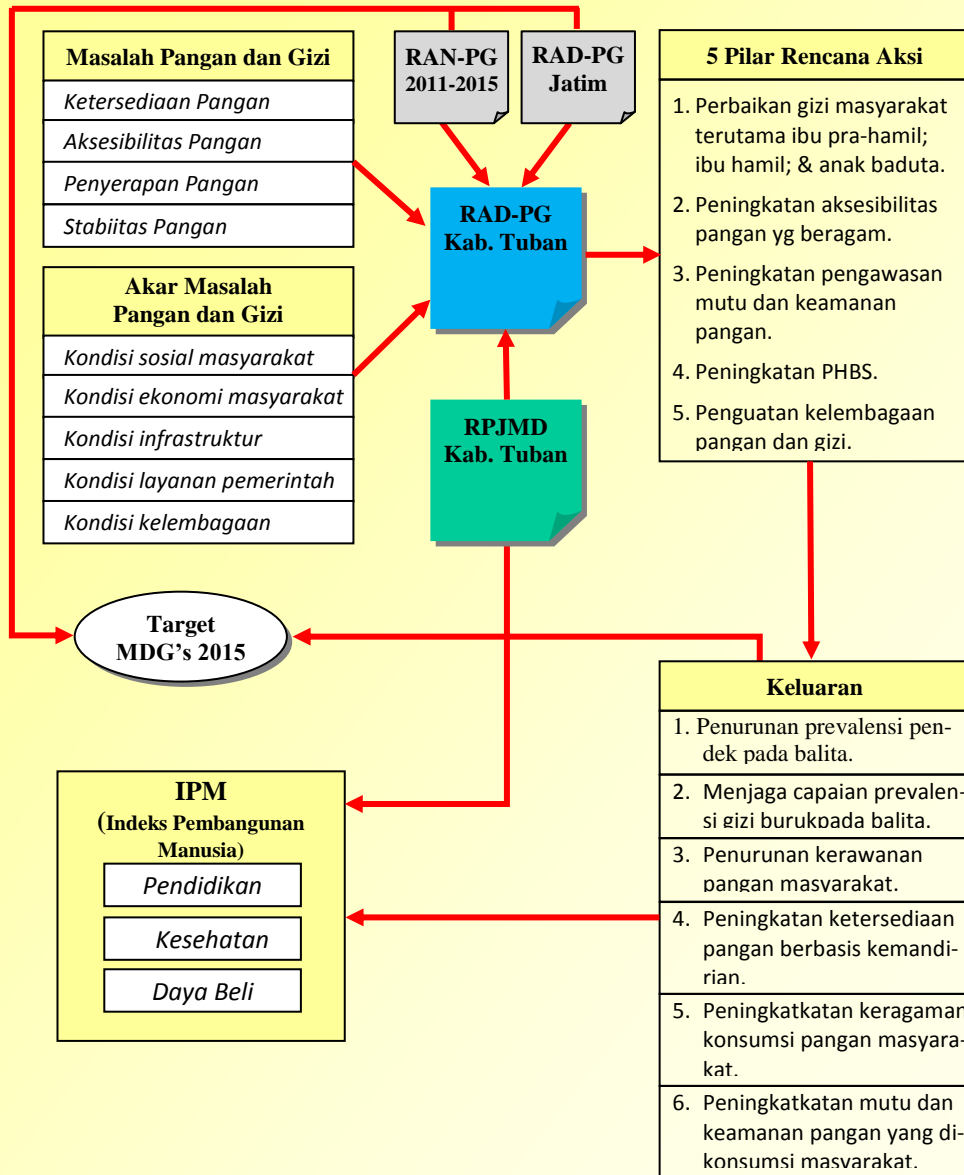 Masalah Pangan dan Gizi
Ketersediaan Pangan
Aksesibilitas Pangan
Penyerapan Pangan
Stabiitas Pangan
Akar Masalah
Pangan dan Gizi
Kondisi sosial masyarakat
Kondisi ekonomi masyarakat
Kondisi infrastruktur
Kondisi layanan pemerintah
Kondisi kelembagaan
RAN-PG
2011-2015
RAD-PG
Jatim
RAD-PG
Kab. Tuban
RPJMD
Kab. Tuban
5 Pilar Rencana Aksi
1. Perbaikan gizi masyarakat
terutama ibu pra-hamil;
ibu hamil; & anak baduta.
2. Peningkatan aksesibilitas
pangan yg beragam.
3. Peningkatan pengawasan
mutu dan keamanan
pangan.
4. Peningkatan PHBS.
5. Penguatan kelembagaan
pangan dan gizi.
Target
MDG's 2015
IPM
(Indeks Pembangunan
Manusia)
Pendidikan
Kesehatan
Daya Beli
Keluaran
1. Penurunan prevalensi pen-
dek pada balita.
2. Menjaga capaian prevalen-
si gizi burukpada balita.
3. Penurunan kerawanan
pangan masyarakat.
4. Peningkatan ketersediaan
pangan berbasis kemandi-
rian.
5. Peningkatkatan keragaman
konsumsi pangan masyara-
kat.
6. Peningkatkatan mutu dan
keamanan pangan yang di-
konsumsi masyarakat.